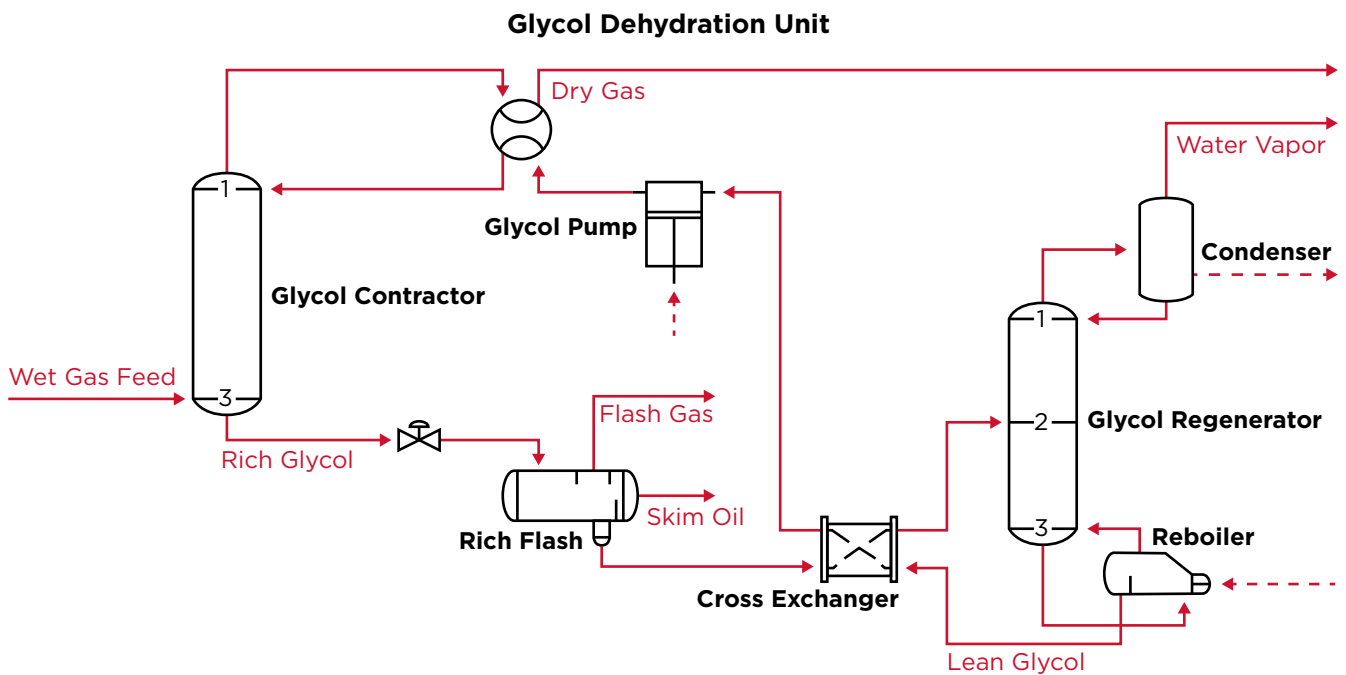 Glycol Dehydration Unit
Dry Gas
Water Vapor
1
Glycol Pump
Condenser
Glycol Contractor
1
Wet Gas Feed
3
Flash Gas
2
Glycol Regenerator
Rich Glycol
Skim Oil
3
Rich Flash
Reboiler
Cross Exchanger
Lean Glycol